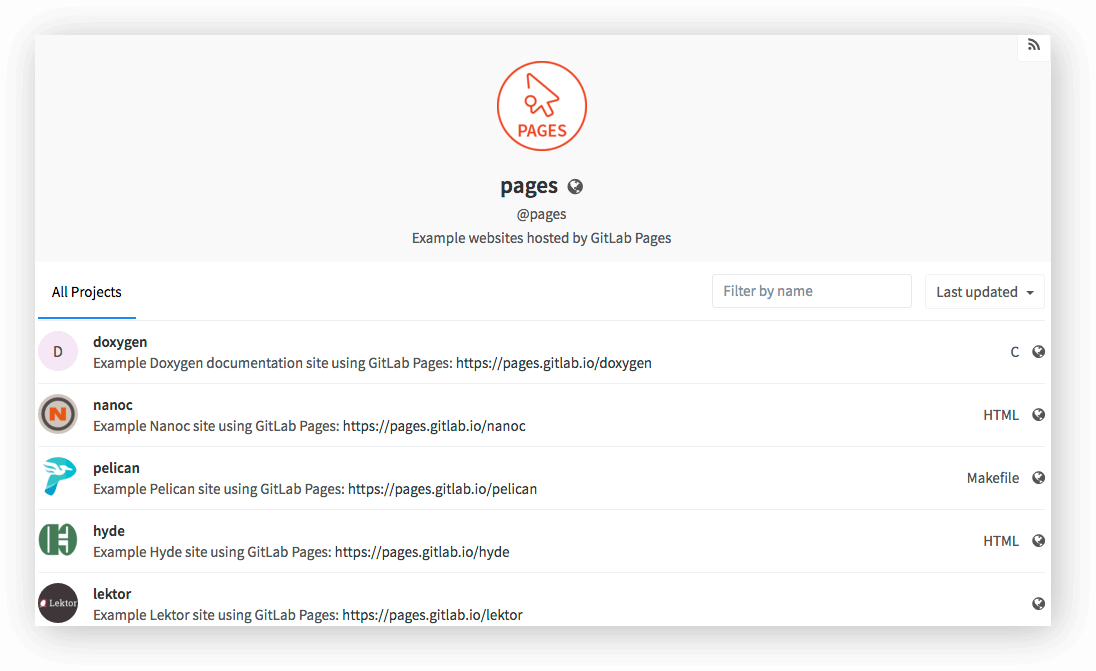 PAGES
pages
@pages
Example websites hosted by GitLab Pages
All Projects
Filter by name
Last updated
D
doxygen
Example Doxygen documentation site using GitLab Pages: https://pages.gitlab.io/doxygen
C
N
nanoc
Example Nanoc site using GitLab Pages: https://pages.gitlab.io/nanoc
HTML
pelican
Example Pelican site using GitLab Pages: https://pages.gitlab.io/pelican
Makefile
hyde
Example Hyde site using GitLab Pages: https://pages.gitlab.io/hyde
HTML
Lektor
lektor
Example Lektor site using GitLab Pages: https://pages.gitlab.io/lektor